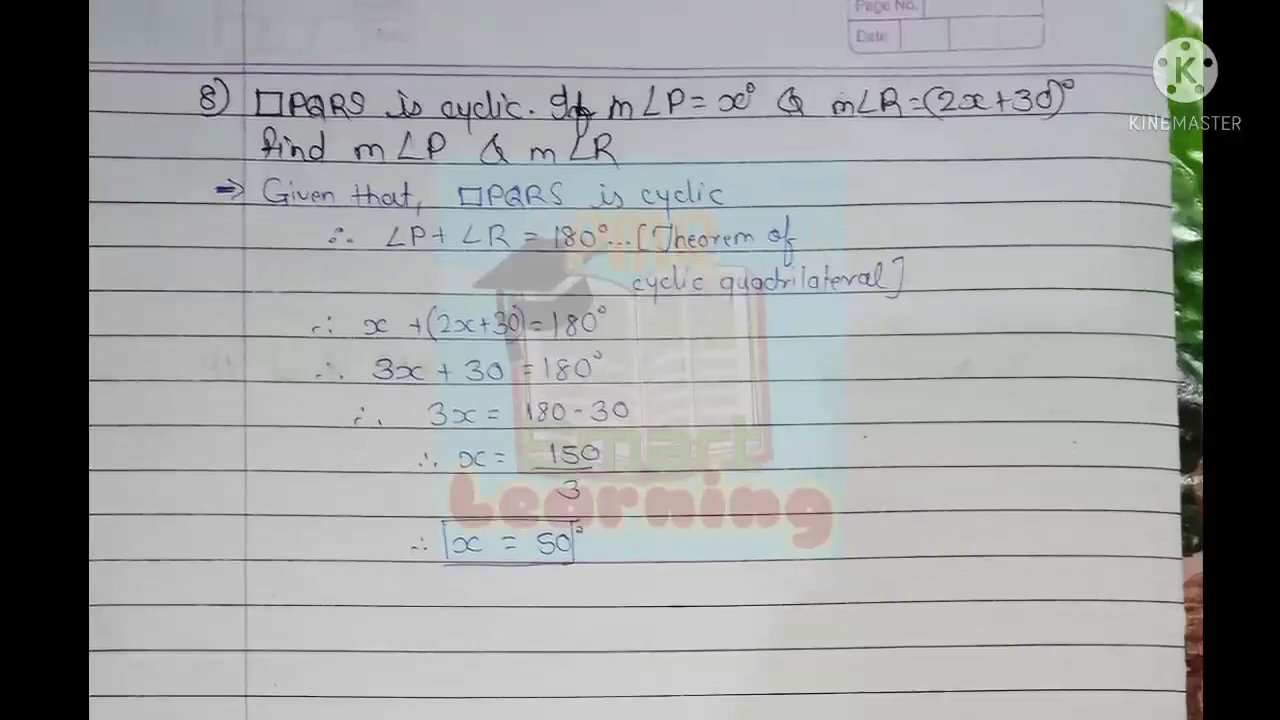 Page No.
Date
K
KINEMASTER
8) □PQRS is cyclic. If m∠P = x° & m∠R = (2x+30)°
find m∠P & m∠R
⇒ Given that, □PQRS is cyclic
∴ ∠P + ∠R = 180° ... [Theorem of
cyclic quadrilateral]
∴ x + (2x+30) = 180°
∴ 3x + 30 = 180°
∴ 3x = 180 - 30
∴ x = 150
3
∴ x = 50°
Smart
Learning